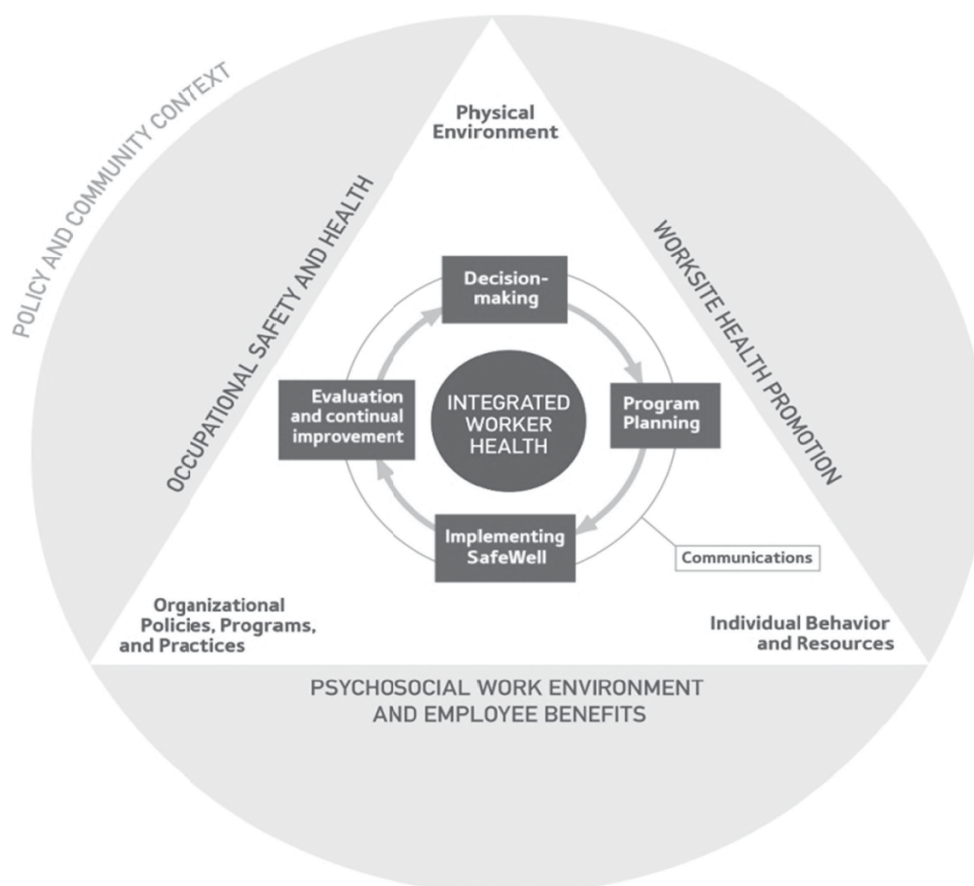 POLICY AND COMMUNITY CONTEXT
Physical
Environment
OCCUPATIONAL SAFETY AND HEALTH
WORKSITE HEALTH PROMOTION
Decision-
making
Evaluation
and continual
improvement
INTEGRATED
WORKER
HEALTH
Program
Planning
Implementing
SafeWell
Communications
Organizational
Policies, Programs,
and Practices
Individual Behavior
and Resources
PSYCHOSOCIAL WORK ENVIRONMENT
AND EMPLOYEE BENEFITS